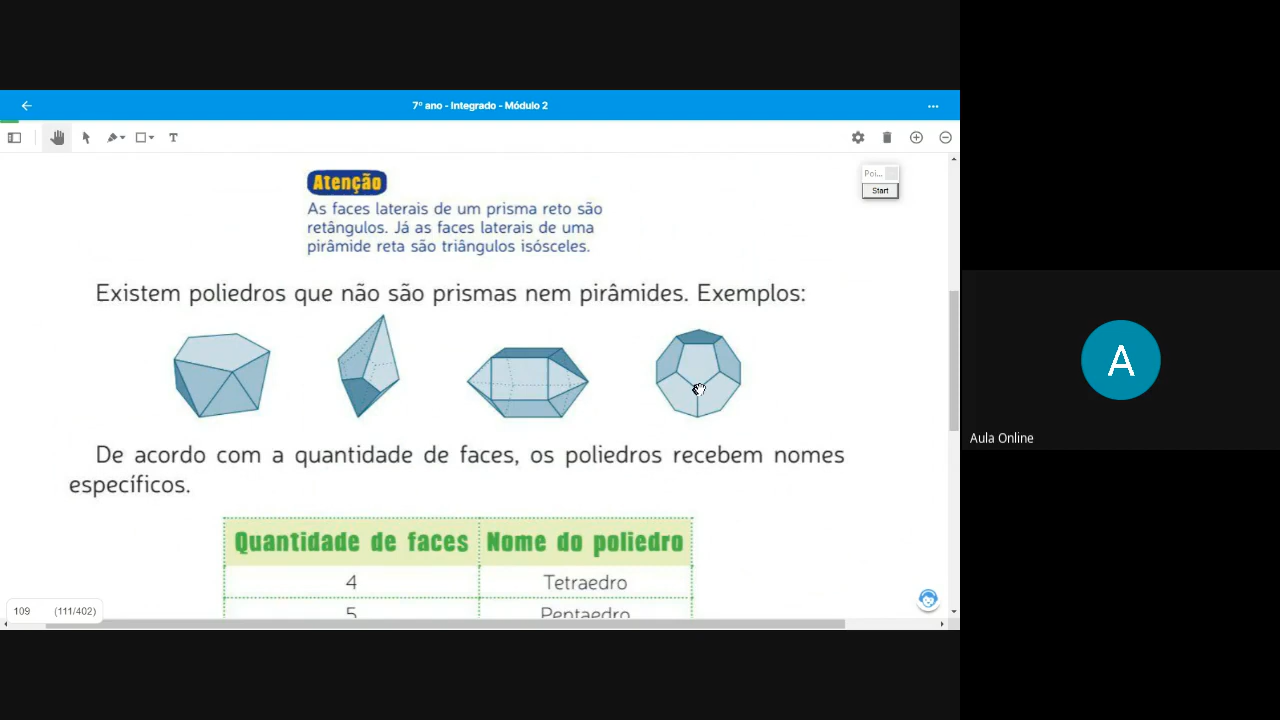 7º ano - Integrado - Módulo 2
...
T
Poi...
Start
Atenção
As faces laterais de um prisma reto são
retângulos. Já as faces laterais de uma
pirâmide reta são triângulos isósceles.
Existem poliedros que não são prismas nem pirâmides. Exemplos:
De acordo com a quantidade de faces, os poliedros recebem nomes
específicos.
Quantidade de faces Nome do poliedro
4 Tetraedro
5 Pentaedro
109 (111/402)
A
Aula Online